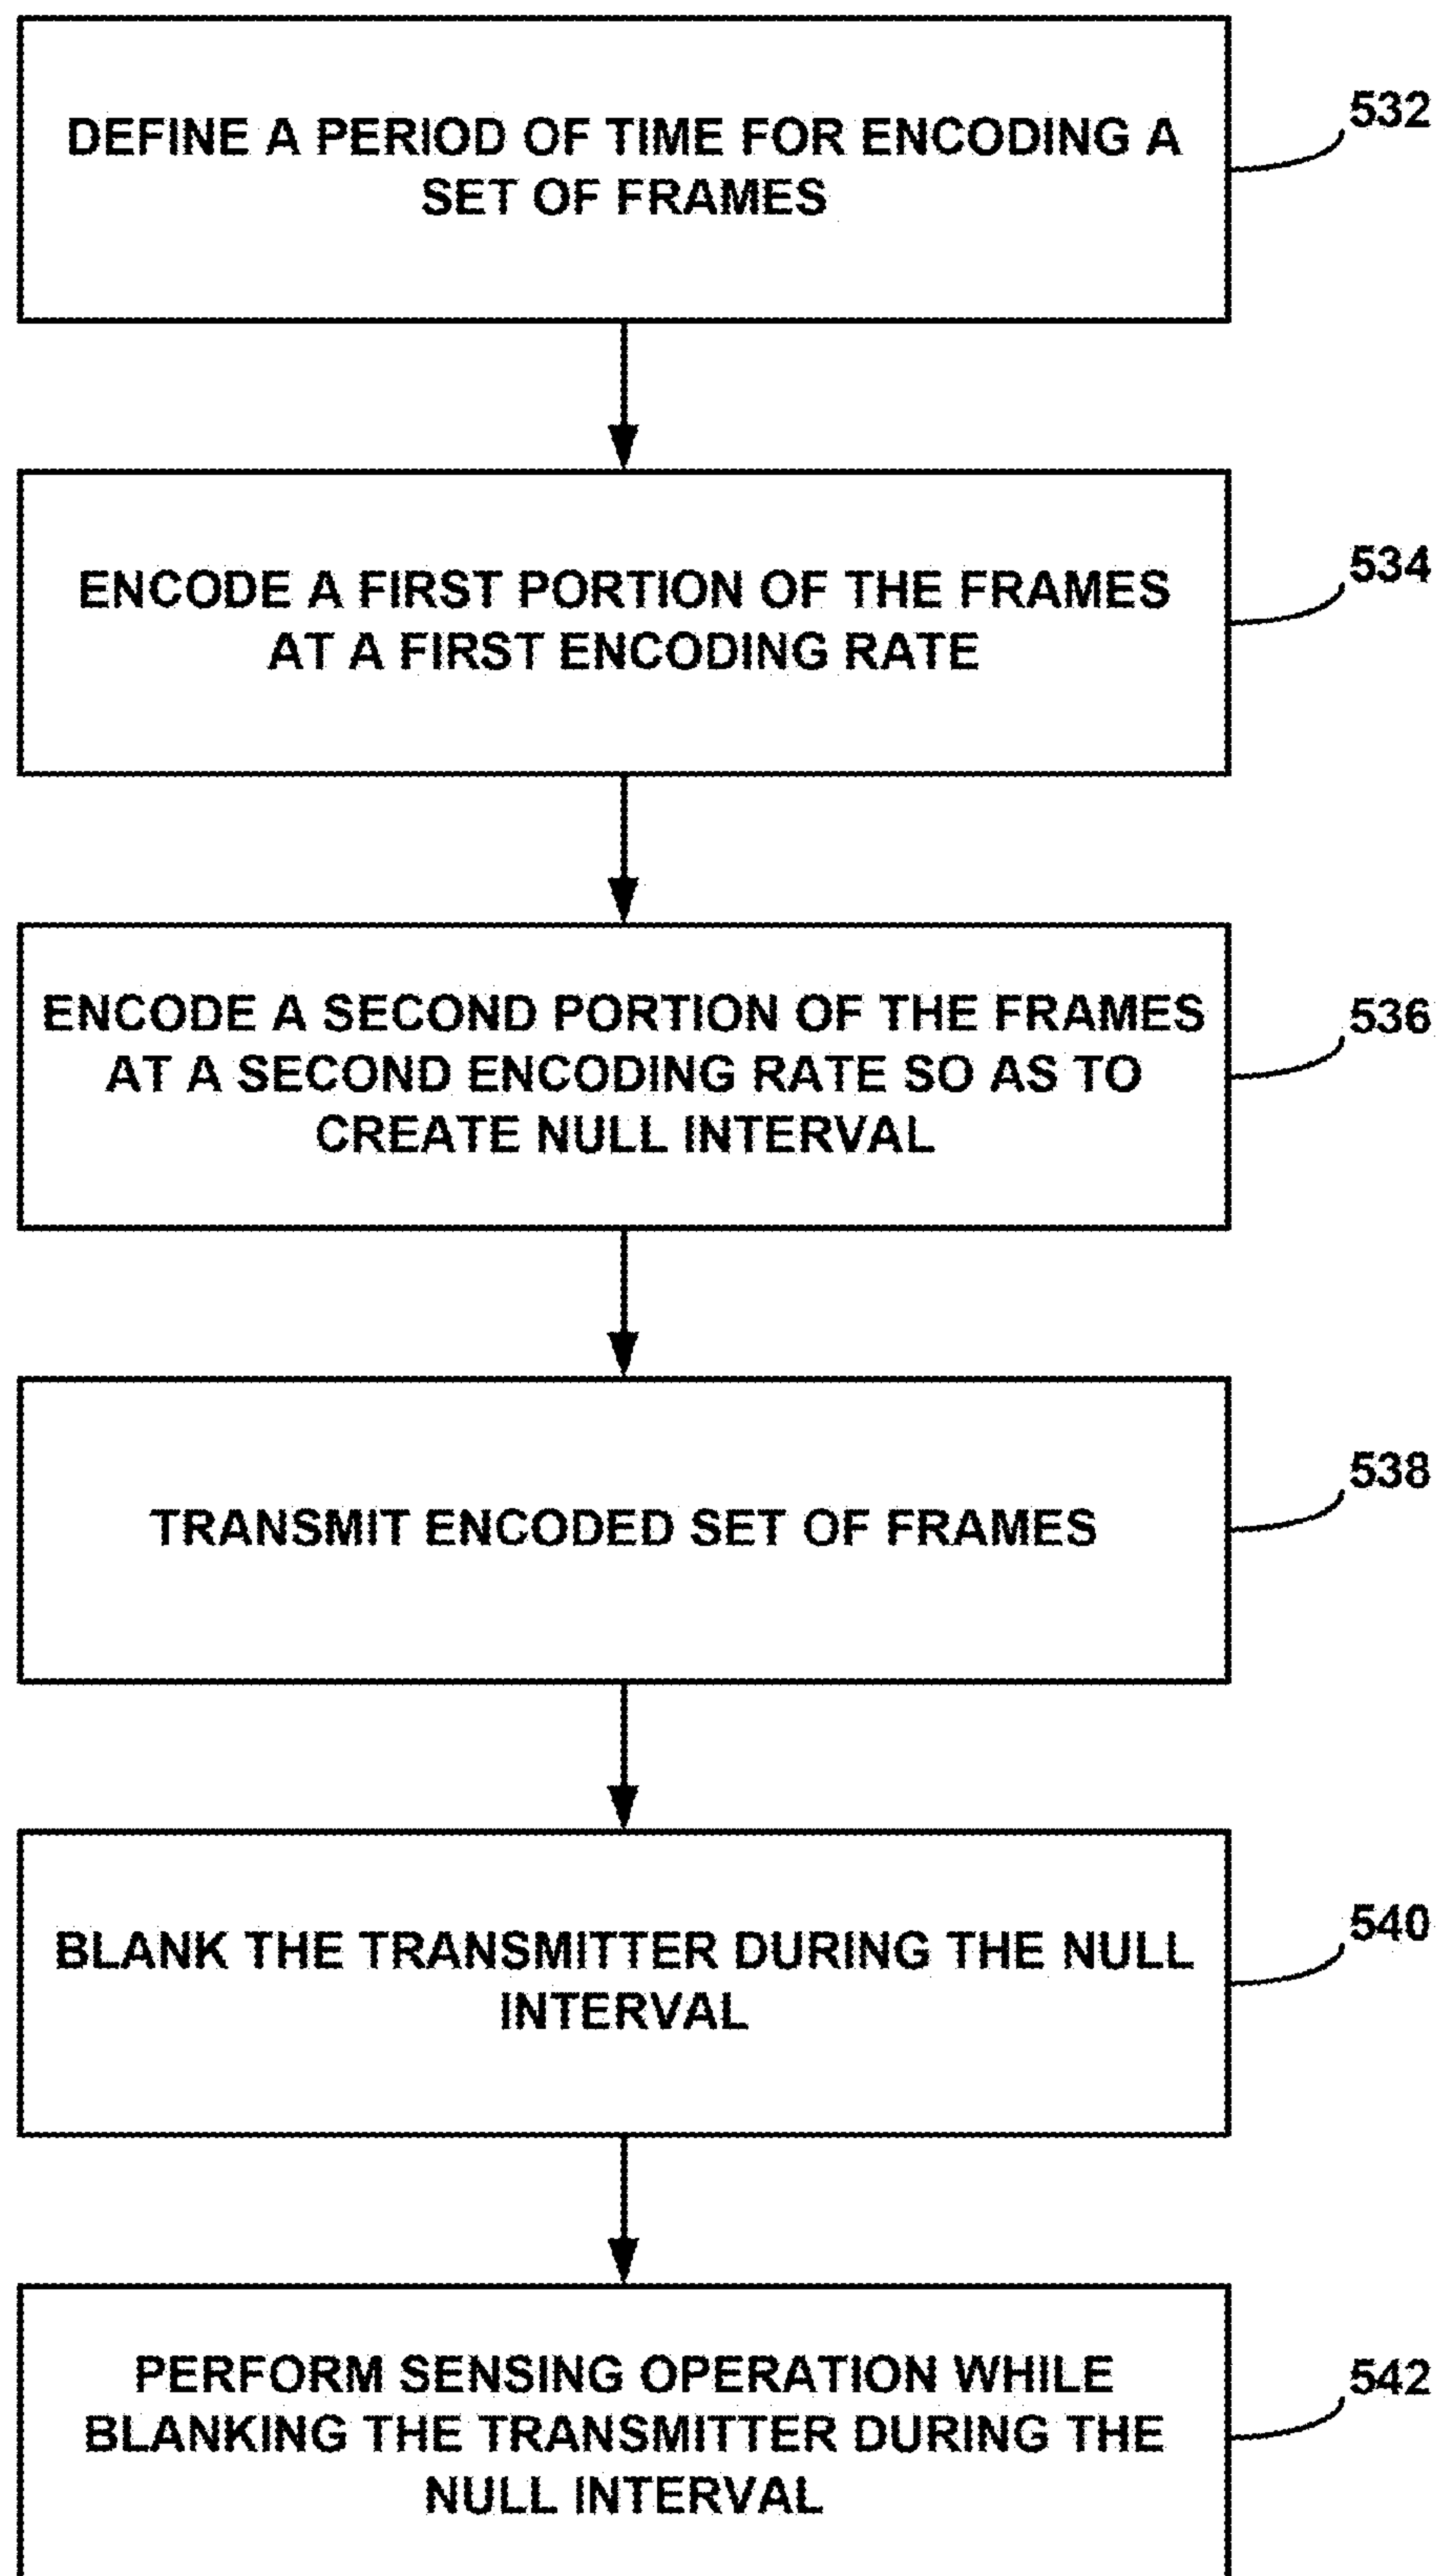 DEFINE A PERIOD OF TIME FOR ENCODING A
SET OF FRAMES
532
ENCODE A FIRST PORTION OF THE FRAMES
AT A FIRST ENCODING RATE
534
ENCODE A SECOND PORTION OF THE FRAMES
AT A SECOND ENCODING RATE SO AS TO
CREATE NULL INTERVAL
536
TRANSMIT ENCODED SET OF FRAMES
538
BLANK THE TRANSMITTER DURING THE NULL
INTERVAL
540
PERFORM SENSING OPERATION WHILE
BLANKING THE TRANSMITTER DURING THE
NULL INTERVAL
542